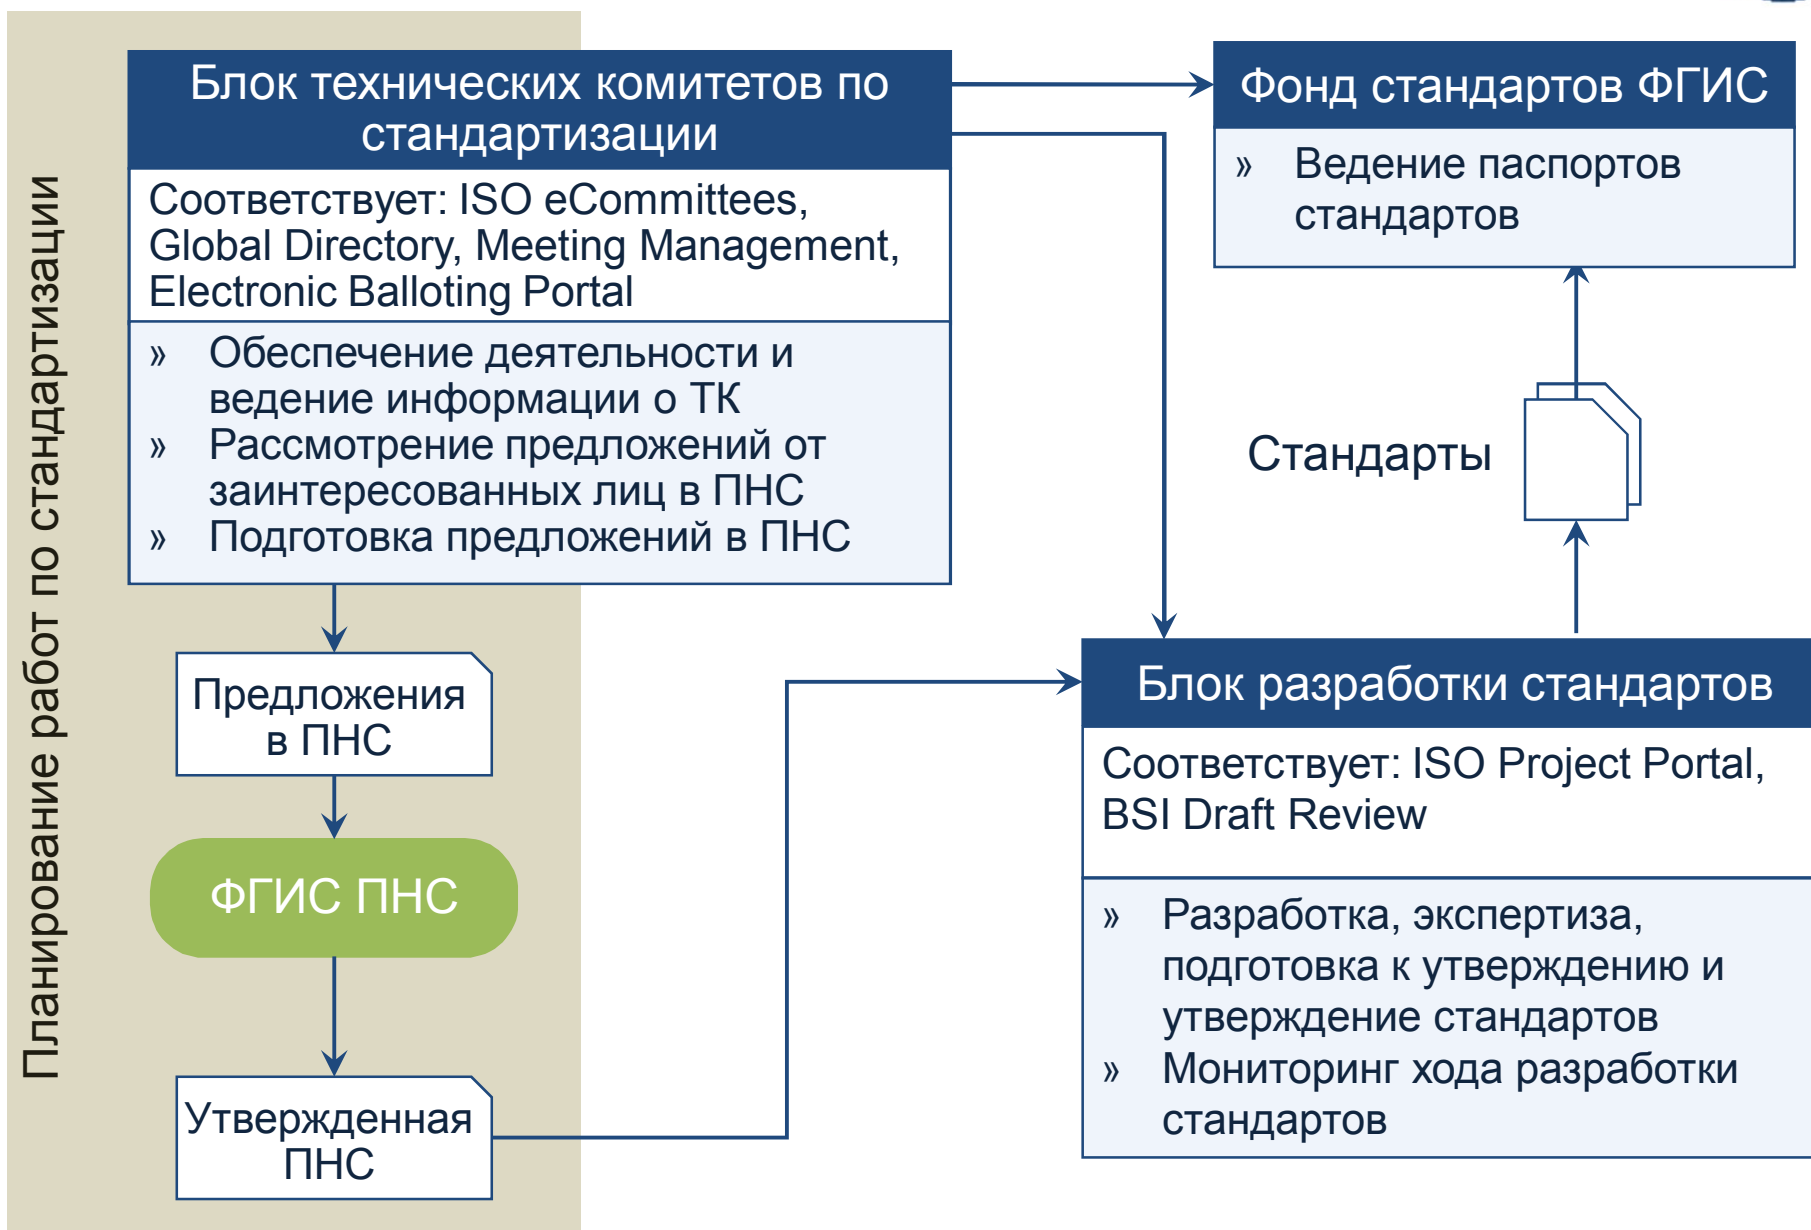 Планирование работ по стандартизации
Блок технических комитетов по
стандартизации
Соответствует: ISO eCommittees,
Global Directory, Meeting Management,
Electronic Balloting Portal
» Обеспечение деятельности и
ведение информации о ТК
» Рассмотрение предложений от
заинтересованных лиц в ПНС
» Подготовка предложений в ПНС
Предложения
в ПНС
ФГИС ПНС
Утвержденная
ПНС
Фонд стандартов ФГИС
» Ведение паспортов
стандартов
Стандарты
Блок разработки стандартов
Соответствует: ISO Project Portal,
BSI Draft Review
» Разработка, экспертиза,
подготовка к утверждению и
утверждение стандартов
» Мониторинг хода разработки
стандартов